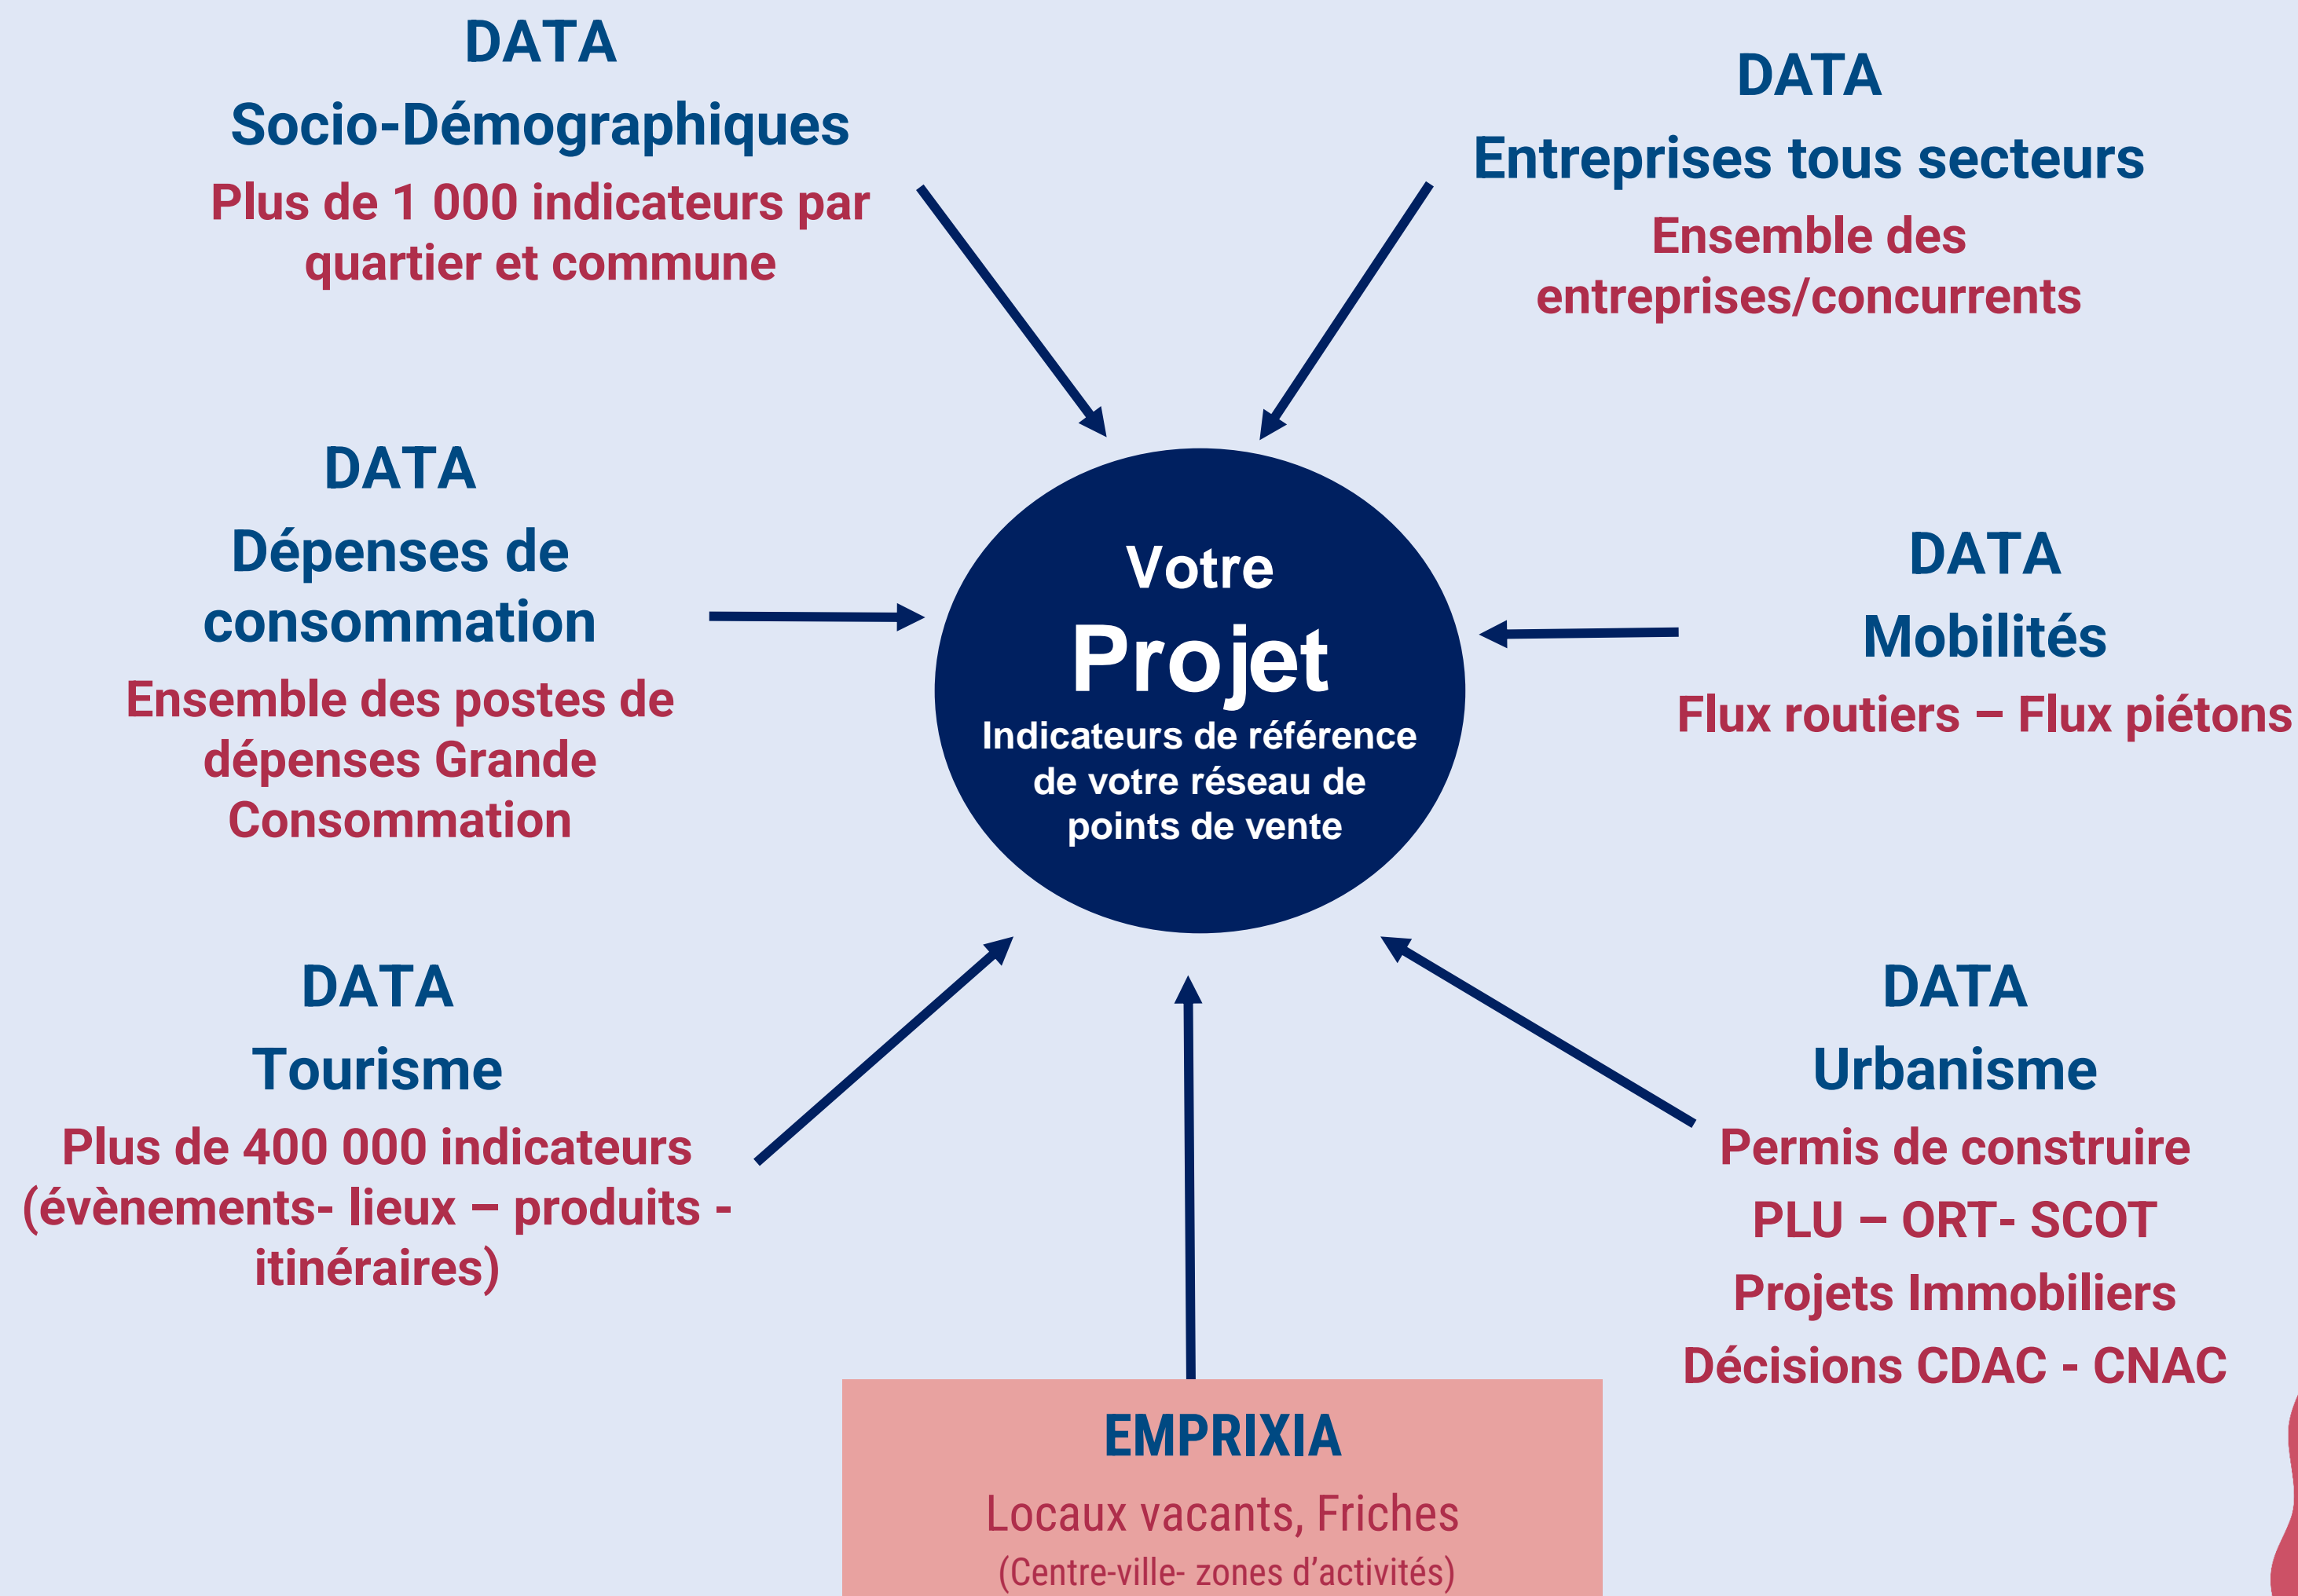 DATA
Socio-Démographiques
Plus de 1 000 indicateurs par
quartier et commune
DATA
Entreprises tous secteurs
Ensemble des
entreprises/concurrents
DATA
Dépenses de
consommation
Ensemble des postes de
dépenses Grande
Consommation
Votre
Projet
Indicateurs de référence
de votre réseau de
points de vente
DATA
Mobilités
Flux routiers – Flux piétons
DATA
Tourisme
Plus de 400 000 indicateurs
(évènements- lieux – produits -
itinéraires)
DATA
Urbanisme
Permis de construire
PLU – ORT- SCOT
Projets Immobiliers
Décisions CDAC - CNAC
EMPRIXIA
Locaux vacants, Friches
(Centre-ville- zones d’activités)